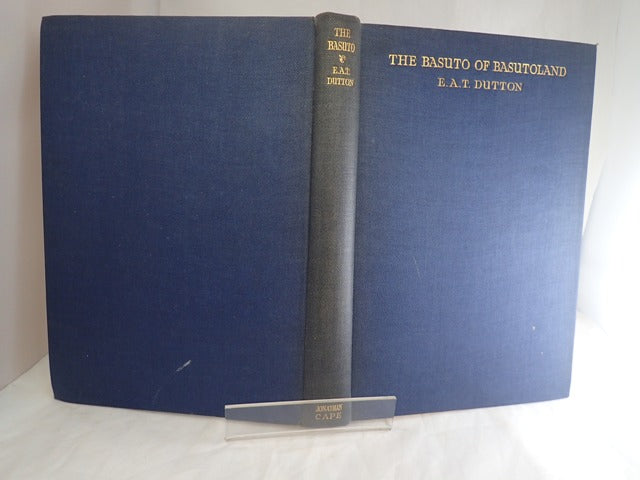 THE
BASUTO
E.A.T.
DUTTON
JONATHAN
CAPE
THE BASUTO OF BASUTOLAND
E.A.T. DUTTON